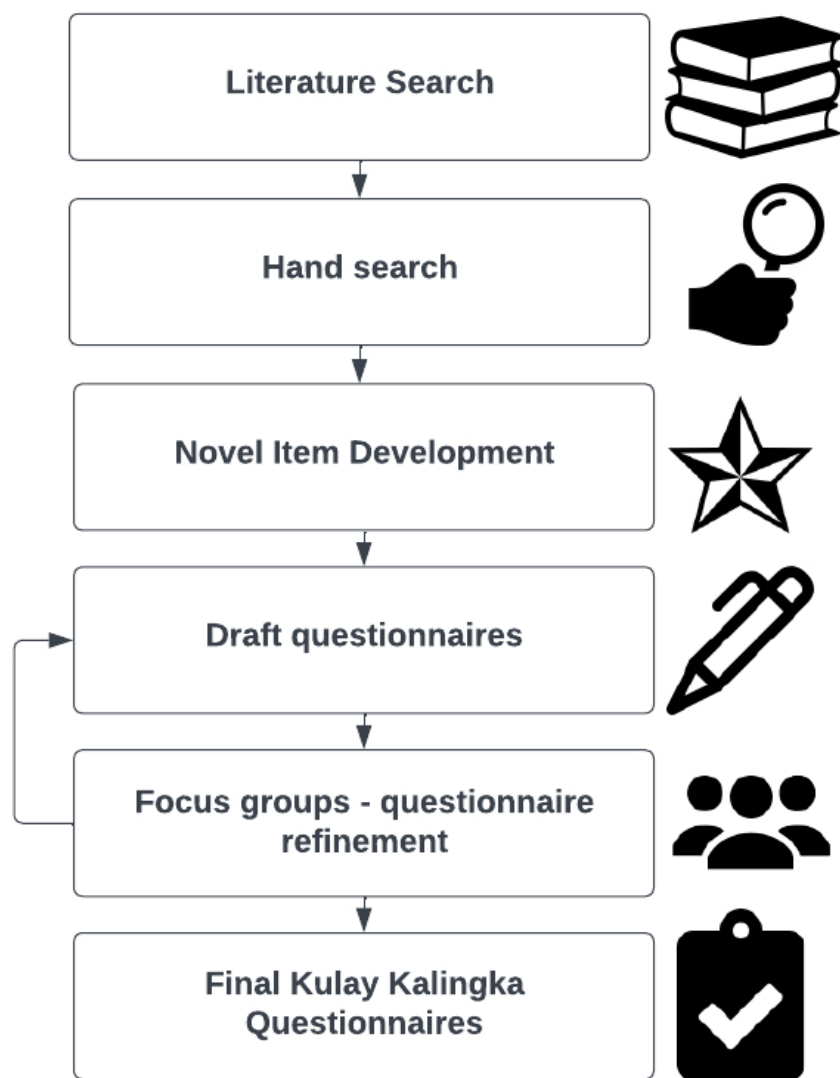 Literature Search
Hand search
Novel Item Development
Draft questionnaires
Focus groups - questionnaire
refinement
Final Kulay Kalingka
Questionnaires